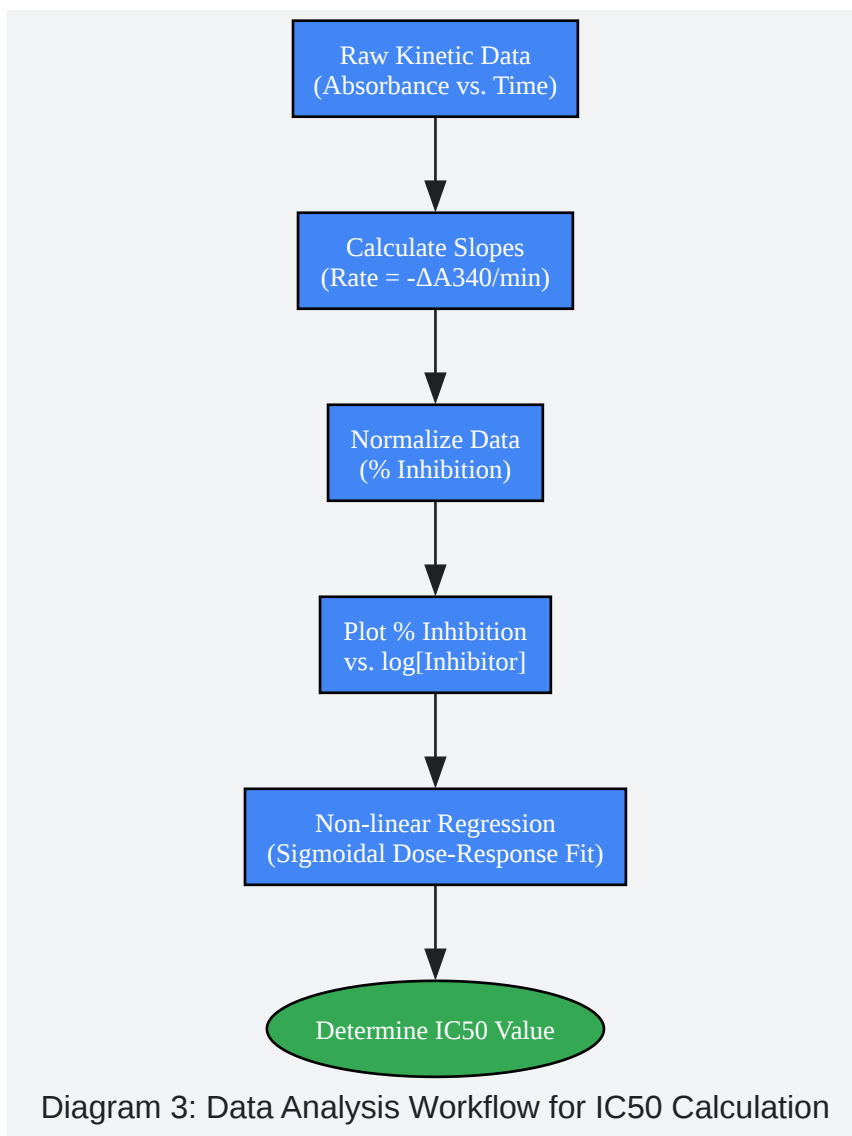 Raw Kinetic Data
(Absorbance vs. Time)
Calculate Slopes
(Rate = -ΔA340/min)
Normalize Data
(% Inhibition)
Plot % Inhibition
vs. log[Inhibitor]
Non-linear Regression
(Sigmoidal Dose-Response Fit)
Determine IC50 Value
Diagram 3: Data Analysis Workflow for IC50 Calculation